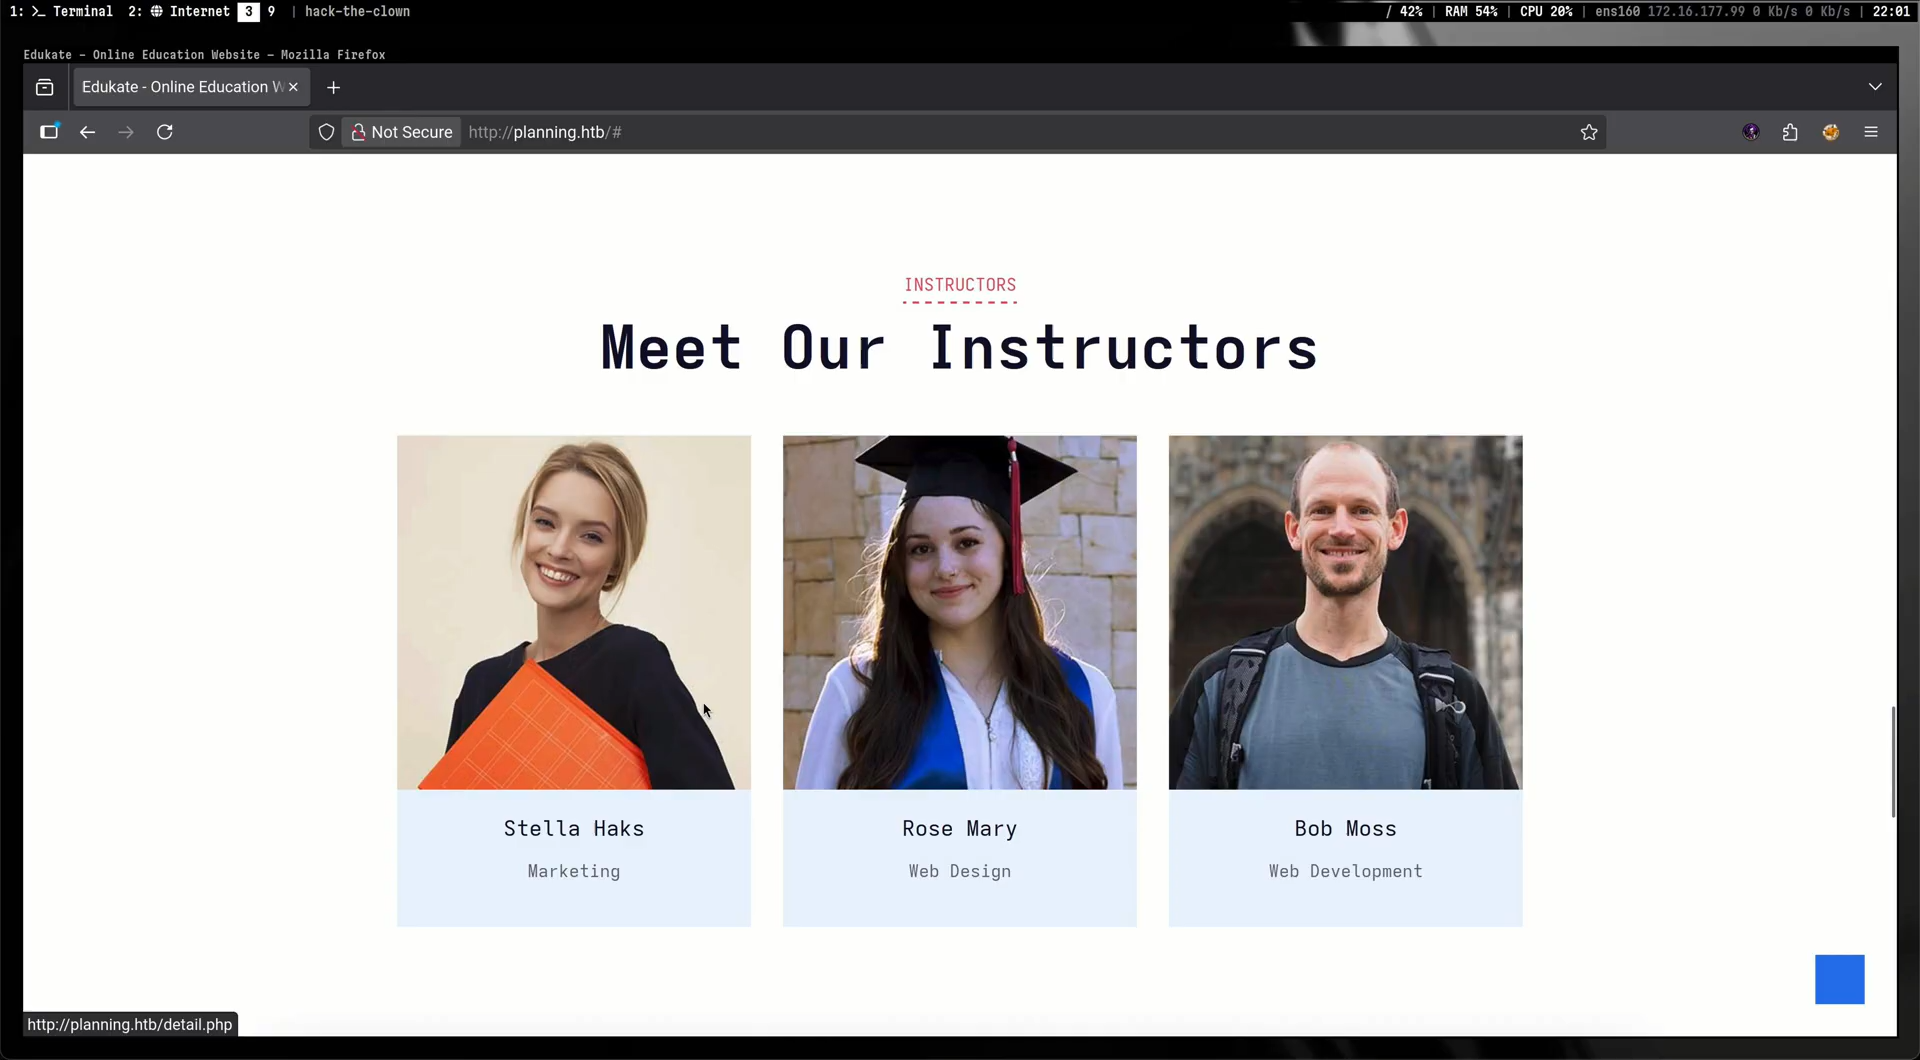 1: >_ Terminal 2: Internet 3 9 | hack-the-clown / 42% | RAM 54% | CPU 20% | ens160 172.16.177.99 0 Kb/s 0 Kb/s | 22:01
Edukate - Online Education Website — Mozilla Firefox
Edukate - Online Education W
Not Secure http://planning.htb/#
INSTRUCTORS
Meet Our Instructors
Stella Haks Rose Mary Bob Moss
Marketing Web Design Web Development
http://planning.htb/detail.php